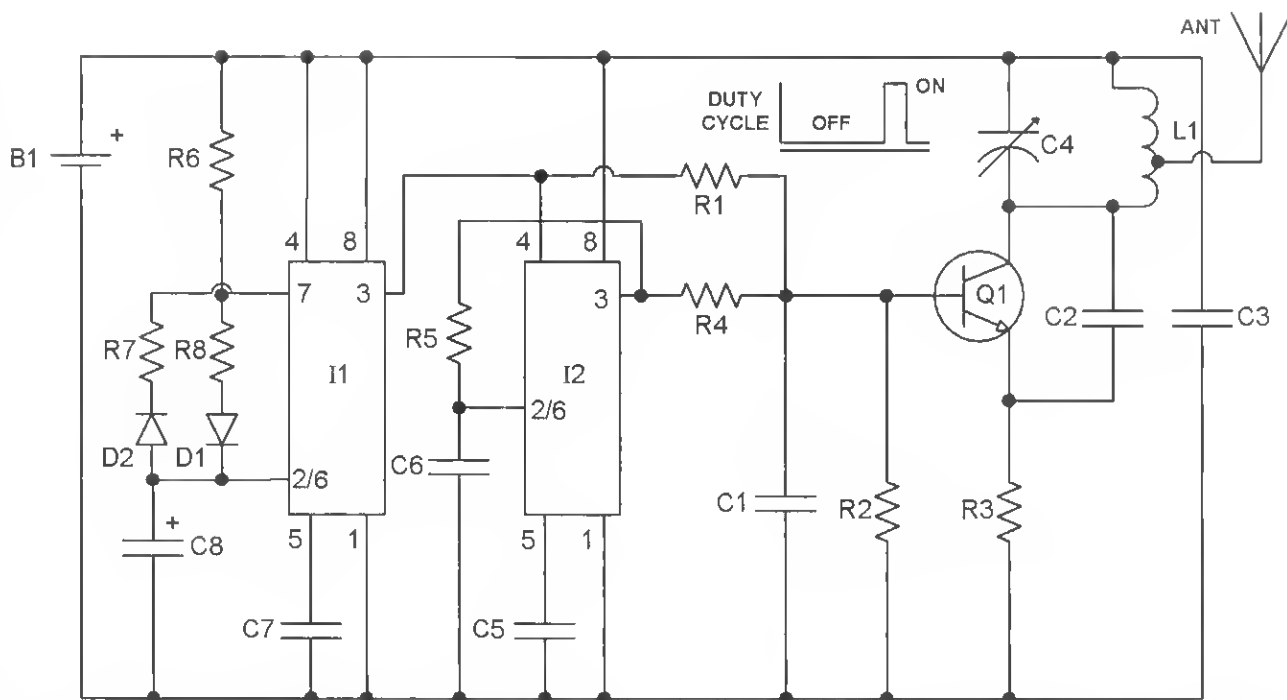 ANT
+
B1
R6
DUTY
CYCLE
OFF
ON
C4
L1
R1
4
8
4
8
7
3
3
R4
Q1
C2
C3
R7
R8
R5
I1
I2
2/6
D2
D1
C6
2/6
C1
R2
R3
+
C8
5
1
5
1
C7
C5